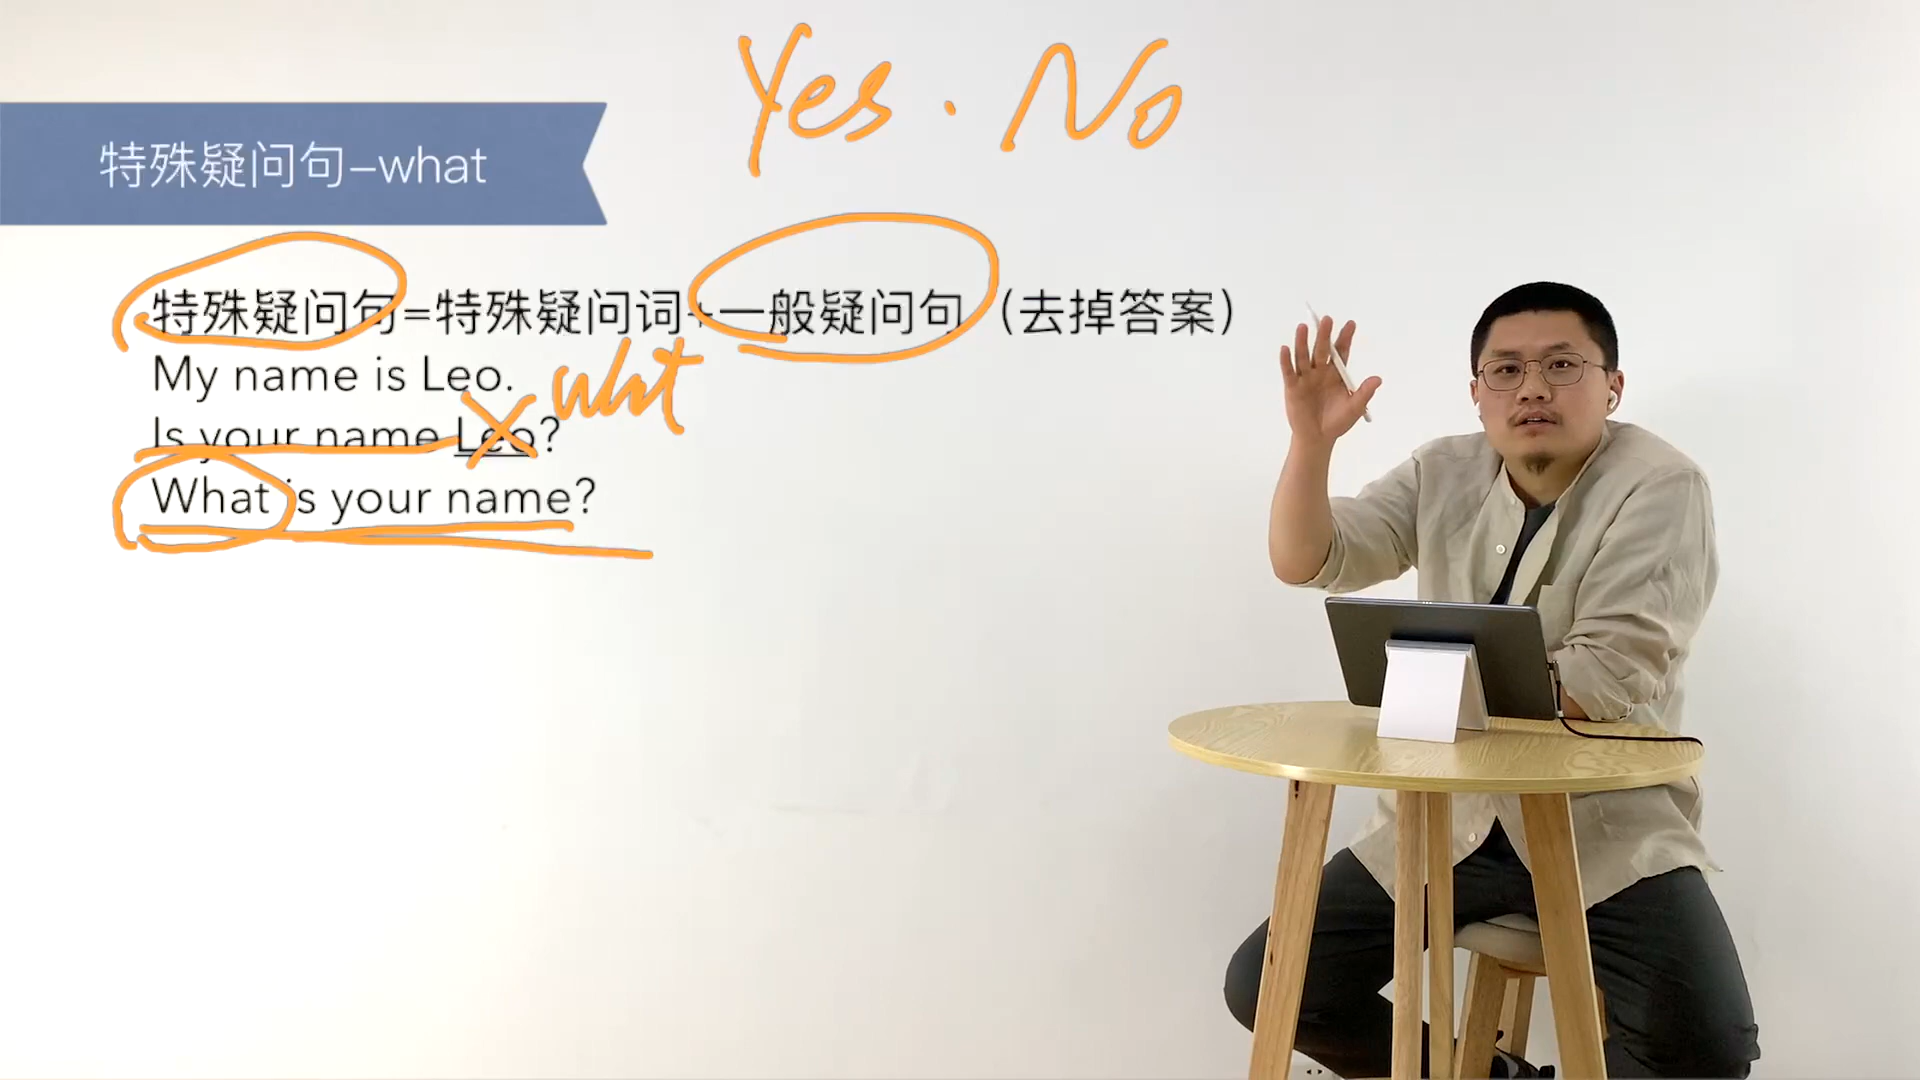 Yes . No
特殊疑问句-what
特殊疑问句=特殊疑问词+一般疑问句（去掉答案）
My name is Leo.
what
Is your name Leo?
What is your name?